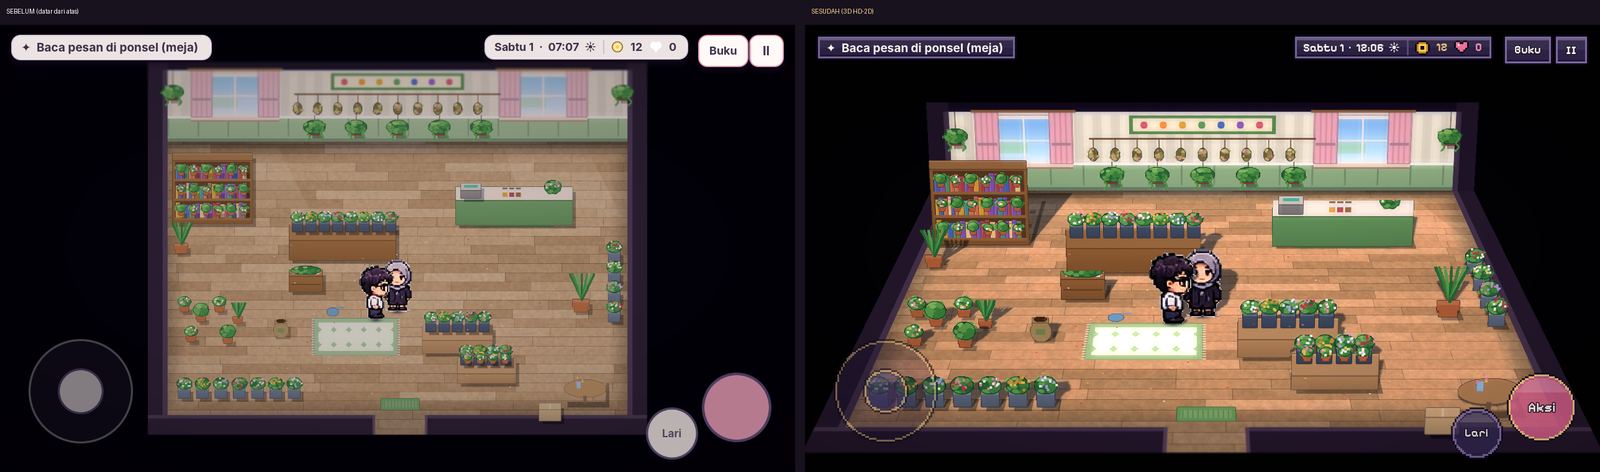 SEBELUM (datar dari atas)
✦ Baca pesan di ponsel (meja)
Sabtu 1 · 07:07 ☀ 12 0
Buku
II
Lari
SESUDAH (3D HD-2D)
✦ Baca pesan di ponsel (meja)
Sabtu 1 · 12:06 ☀ 12 0
Buku
II
Aksi
Lari